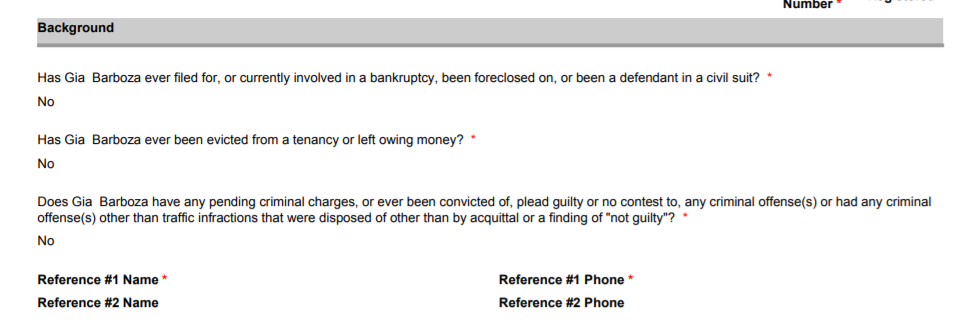 Number *
Background
Has Gia Barboza ever filed for, or currently involved in a bankruptcy, been foreclosed on, or been a defendant in a civil suit? *
No
Has Gia Barboza ever been evicted from a tenancy or left owing money? *
No
Does Gia Barboza have any pending criminal charges, or ever been convicted of, plead guilty or no contest to, any criminal offense(s) or had any criminal
offense(s) other than traffic infractions that were disposed of other than by acquittal or a finding of "not guilty"? *
No
Reference #1 Name * Reference #1 Phone *
Reference #2 Name Reference #2 Phone